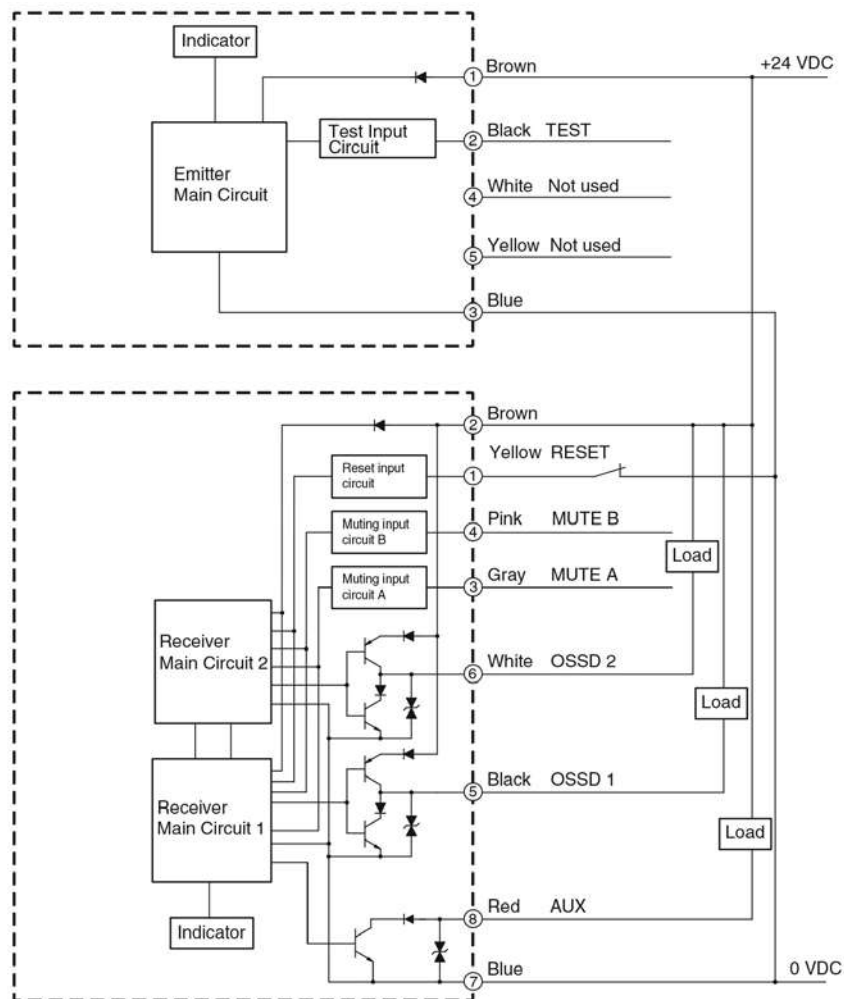 Indicator
① Brown
+24 VDC
Test Input
Circuit
② Black TEST
Emitter
Main Circuit
④ White Not used
⑤ Yellow Not used
③ Blue
② Brown
Yellow RESET
Reset input
circuit
①
Pink MUTE B
Muting input
circuit B
④
Load
Gray MUTE A
Muting input
circuit A
③
Receiver
Main Circuit 2
White OSSD 2
⑥
Load
Receiver
Main Circuit 1
Black OSSD 1
⑤
Load
Red AUX
⑧
Indicator
Blue
⑦
0 VDC